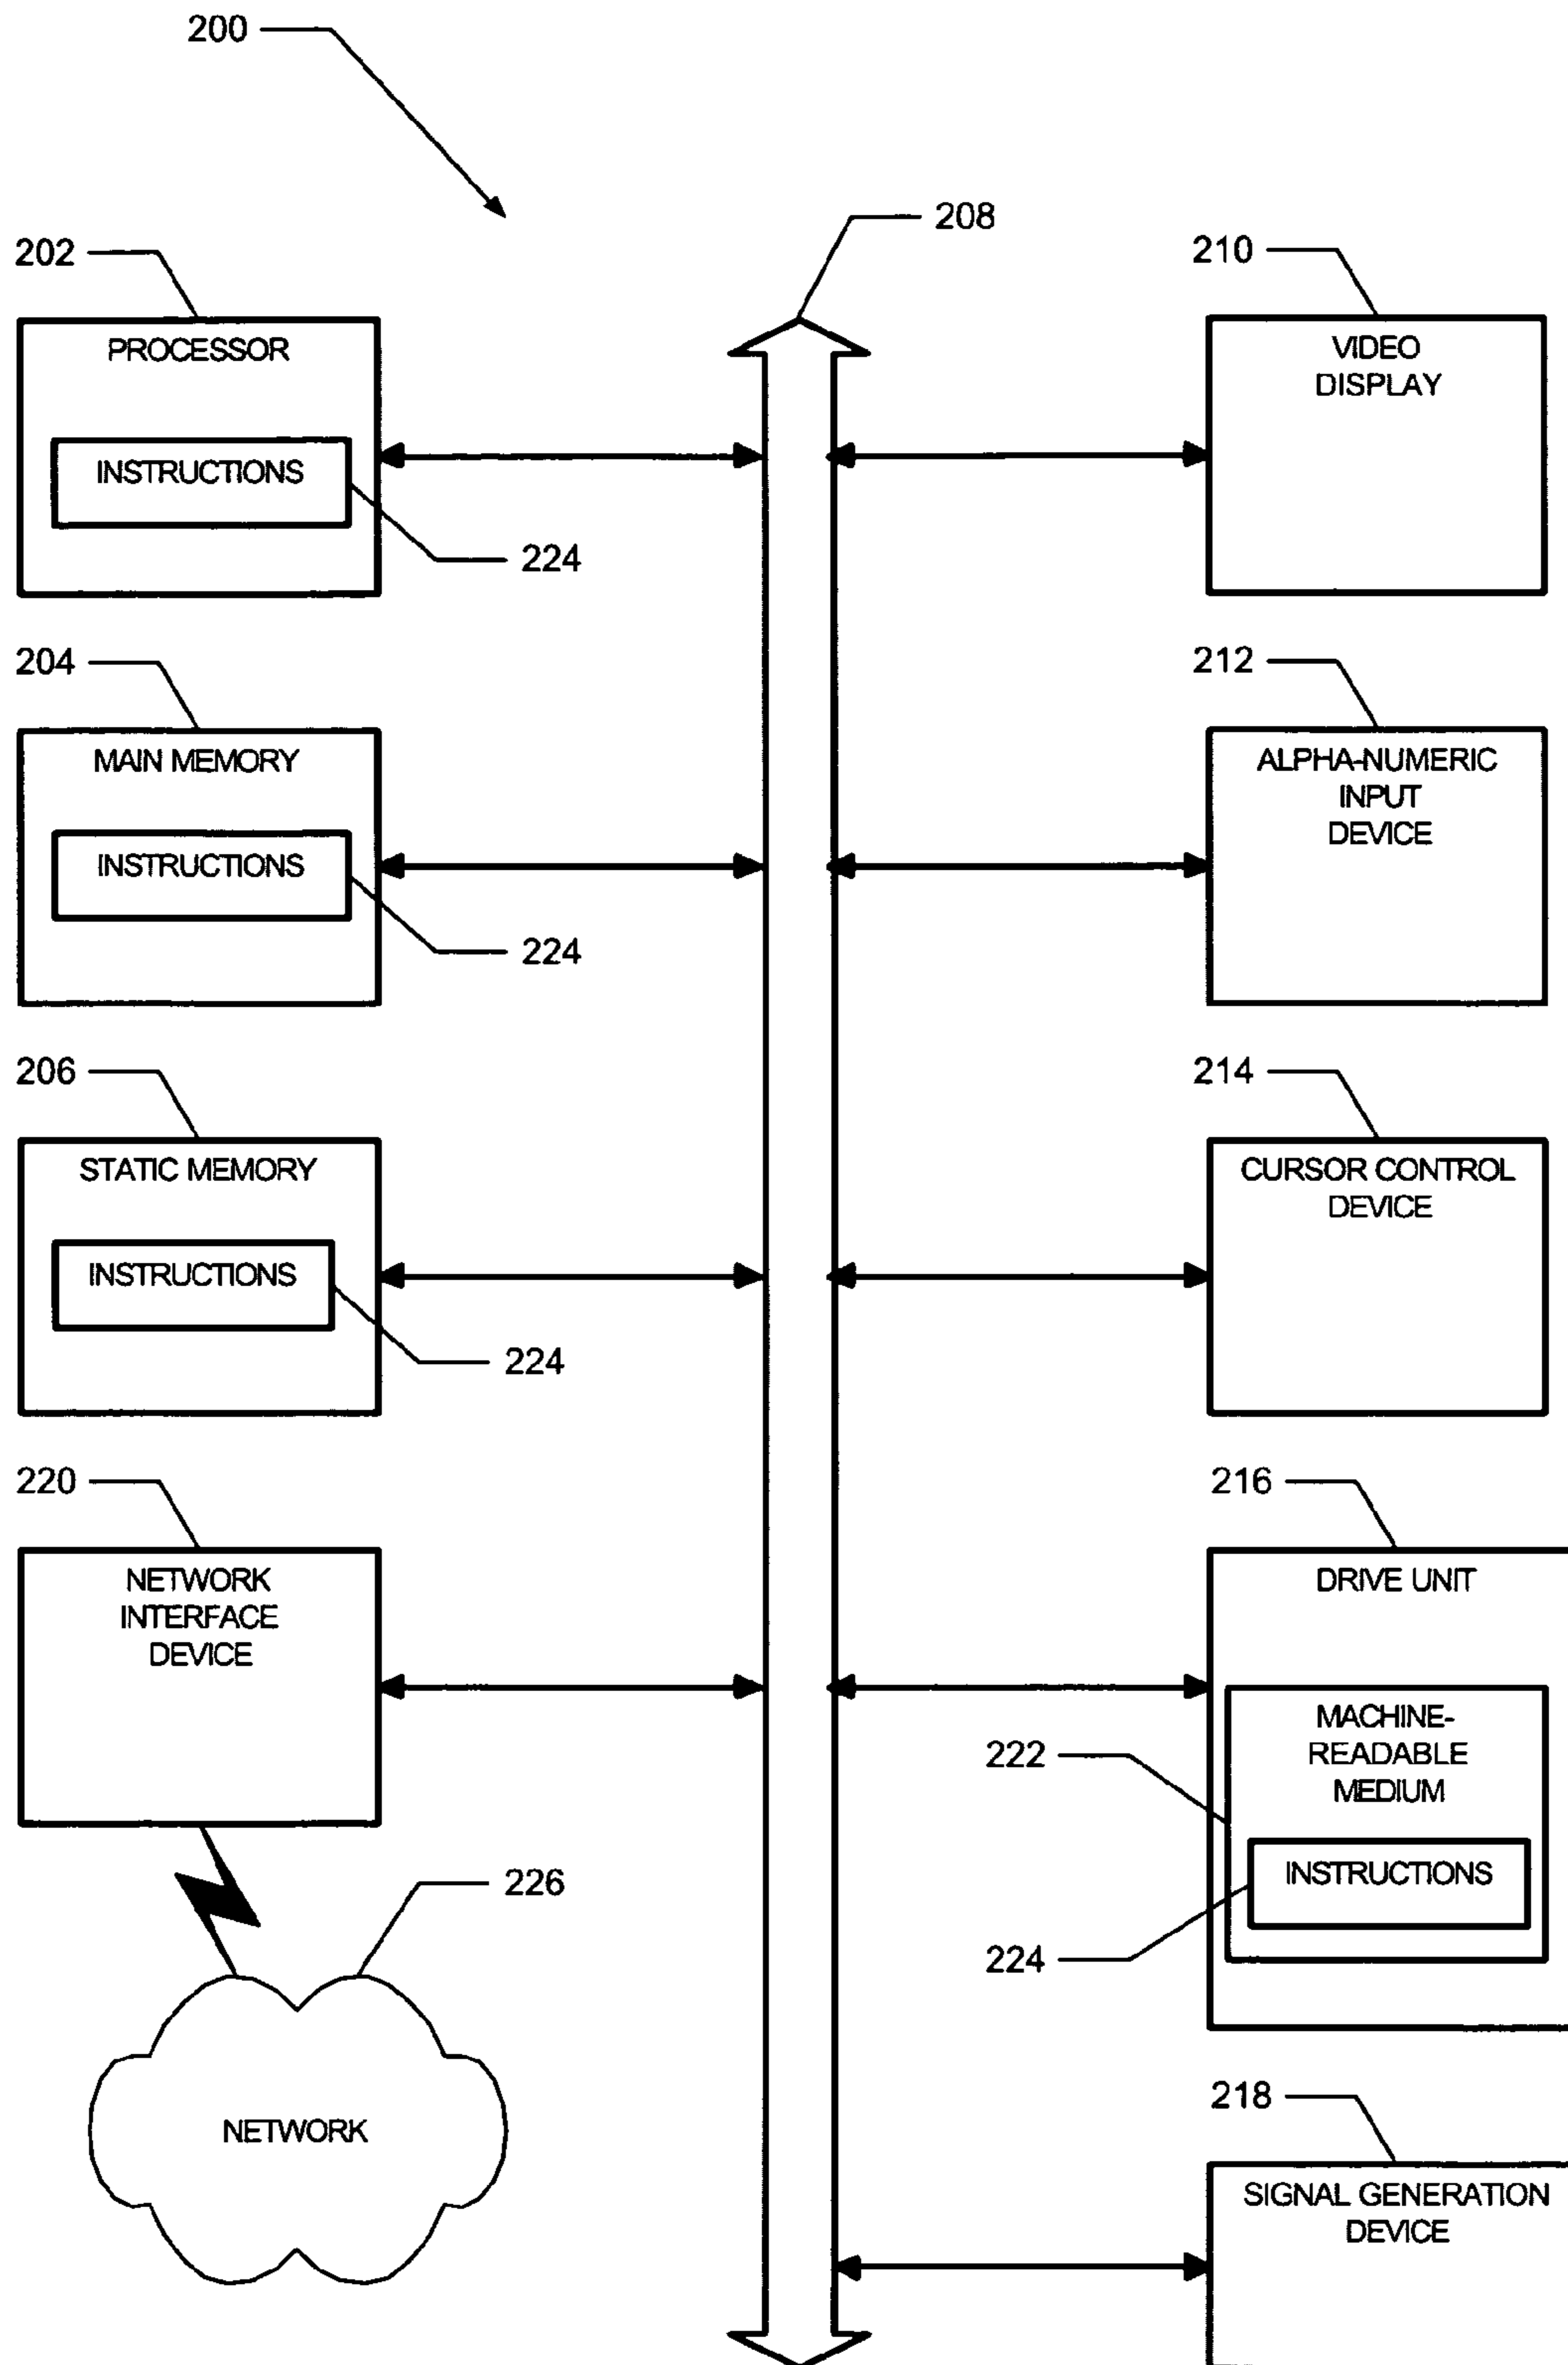 200
208
202
PROCESSOR
INSTRUCTIONS
224
210
VIDEO
DISPLAY
204
MAIN MEMORY
INSTRUCTIONS
224
212
ALPHA-NUMERIC
INPUT
DEVICE
206
STATIC MEMORY
INSTRUCTIONS
224
214
CURSOR CONTROL
DEVICE
220
NETWORK
INTERFACE
DEVICE
216
DRIVE UNIT
222
MACHINE-
READABLE
MEDIUM
INSTRUCTIONS
224
226
NETWORK
218
SIGNAL GENERATION
DEVICE